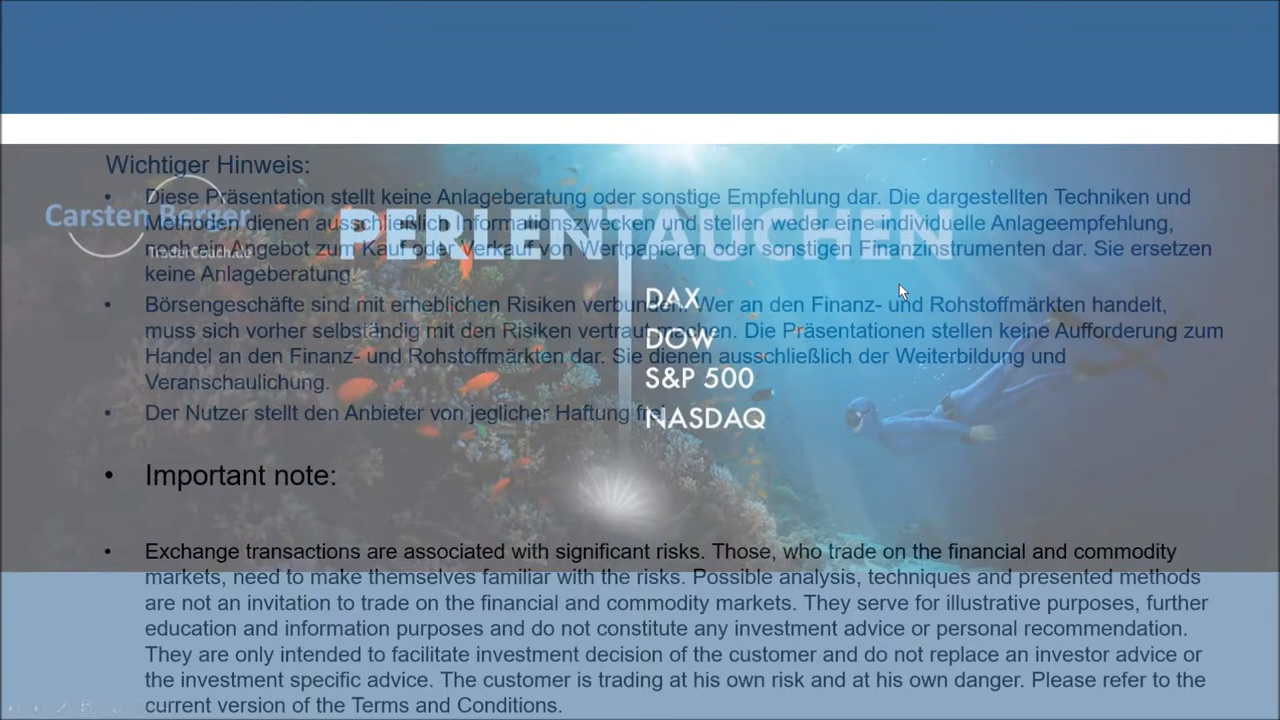 Wichtiger Hinweis:
• Diese Präsentation stellt keine Anlageberatung oder sonstige Empfehlung dar. Die dargestellten Techniken und
Methoden dienen ausschließlich Informationszwecken und stellen weder eine individuelle Anlageempfehlung,
noch ein Angebot zum Kauf oder Verkauf von Wertpapieren oder sonstigen Finanzinstrumenten dar. Sie ersetzen
keine Anlageberatung.
Carsten Berger
TraderCoach.de
PERLENTAUCHEN
DAX
DOW
S&P 500
NASDAQ
• Börsengeschäfte sind mit erheblichen Risiken verbunden. Wer an den Finanz- und Rohstoffmärkten handelt,
muss sich vorher selbständig mit den Risiken vertraut machen. Die Präsentationen stellen keine Aufforderung zum
Handel an den Finanz- und Rohstoffmärkten dar. Sie dienen ausschließlich der Weiterbildung und
Veranschaulichung.
• Der Nutzer stellt den Anbieter von jeglicher Haftung frei.
• Important note:
• Exchange transactions are associated with significant risks. Those, who trade on the financial and commodity
markets, need to make themselves familiar with the risks. Possible analysis, techniques and presented methods
are not an invitation to trade on the financial and commodity markets. They serve for illustrative purposes, further
education and information purposes and do not constitute any investment advice or personal recommendation.
They are only intended to facilitate investment decision of the customer and do not replace an investor advice or
the investment specific advice. The customer is trading at his own risk and at his own danger. Please refer to the
current version of the Terms and Conditions.